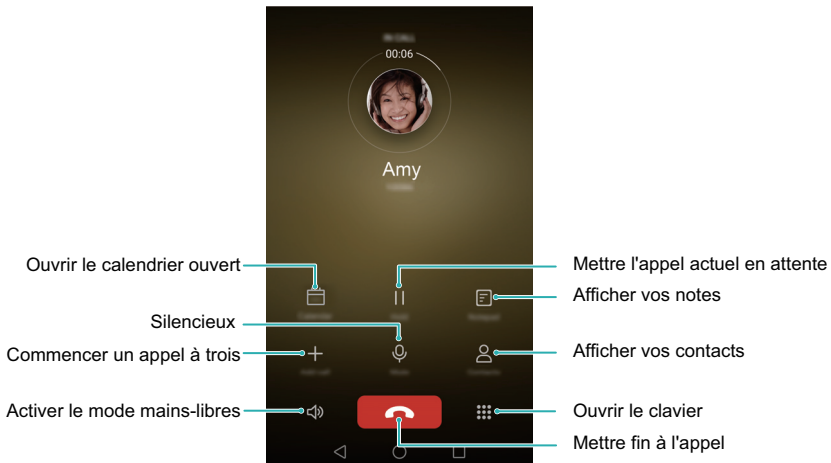 00:06
Amy
Ouvrir le calendrier ouvert
Mettre l'appel actuel en attente
Afficher vos notes
Silencieux
Commencer un appel à trois
Afficher vos contacts
Activer le mode mains-libres
Ouvrir le clavier
Mettre fin à l'appel